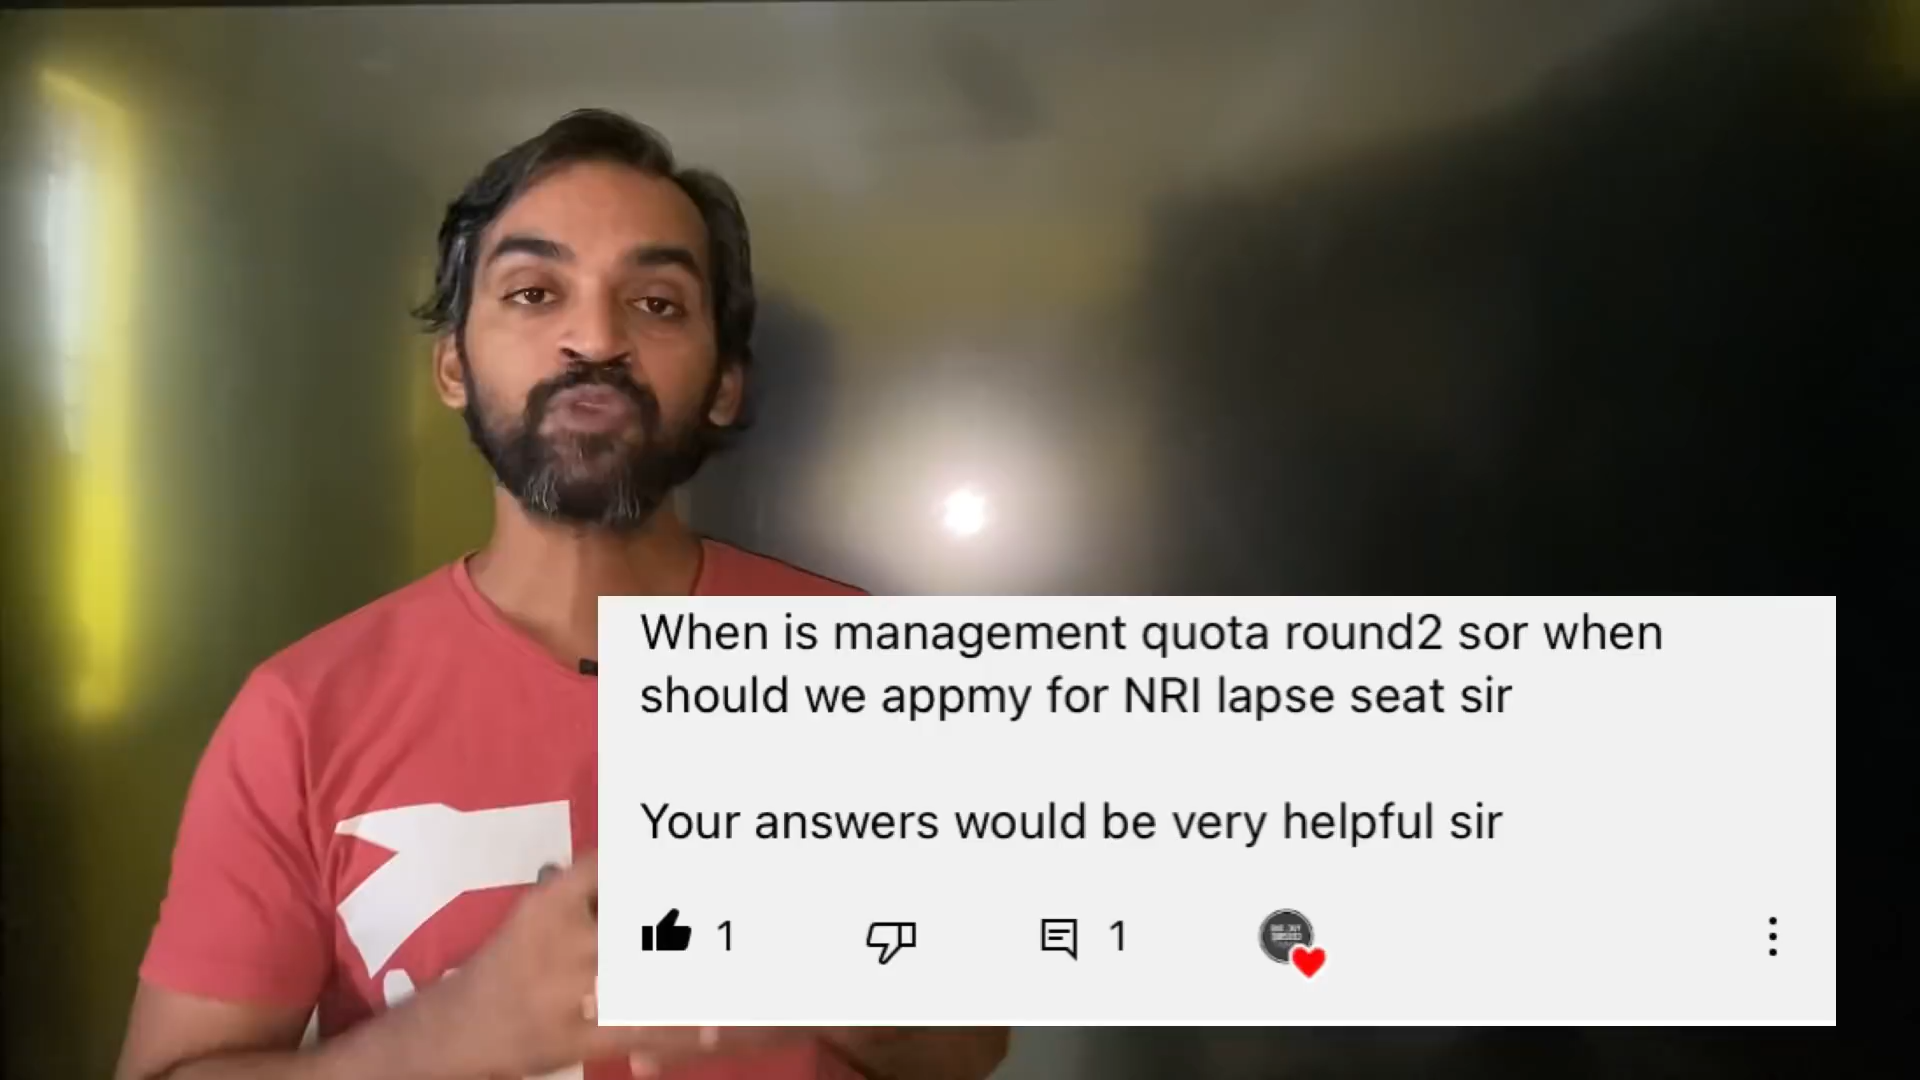 When is management quota round2 sor when
should we appmy for NRI lapse seat sir
Your answers would be very helpful sir
1
1